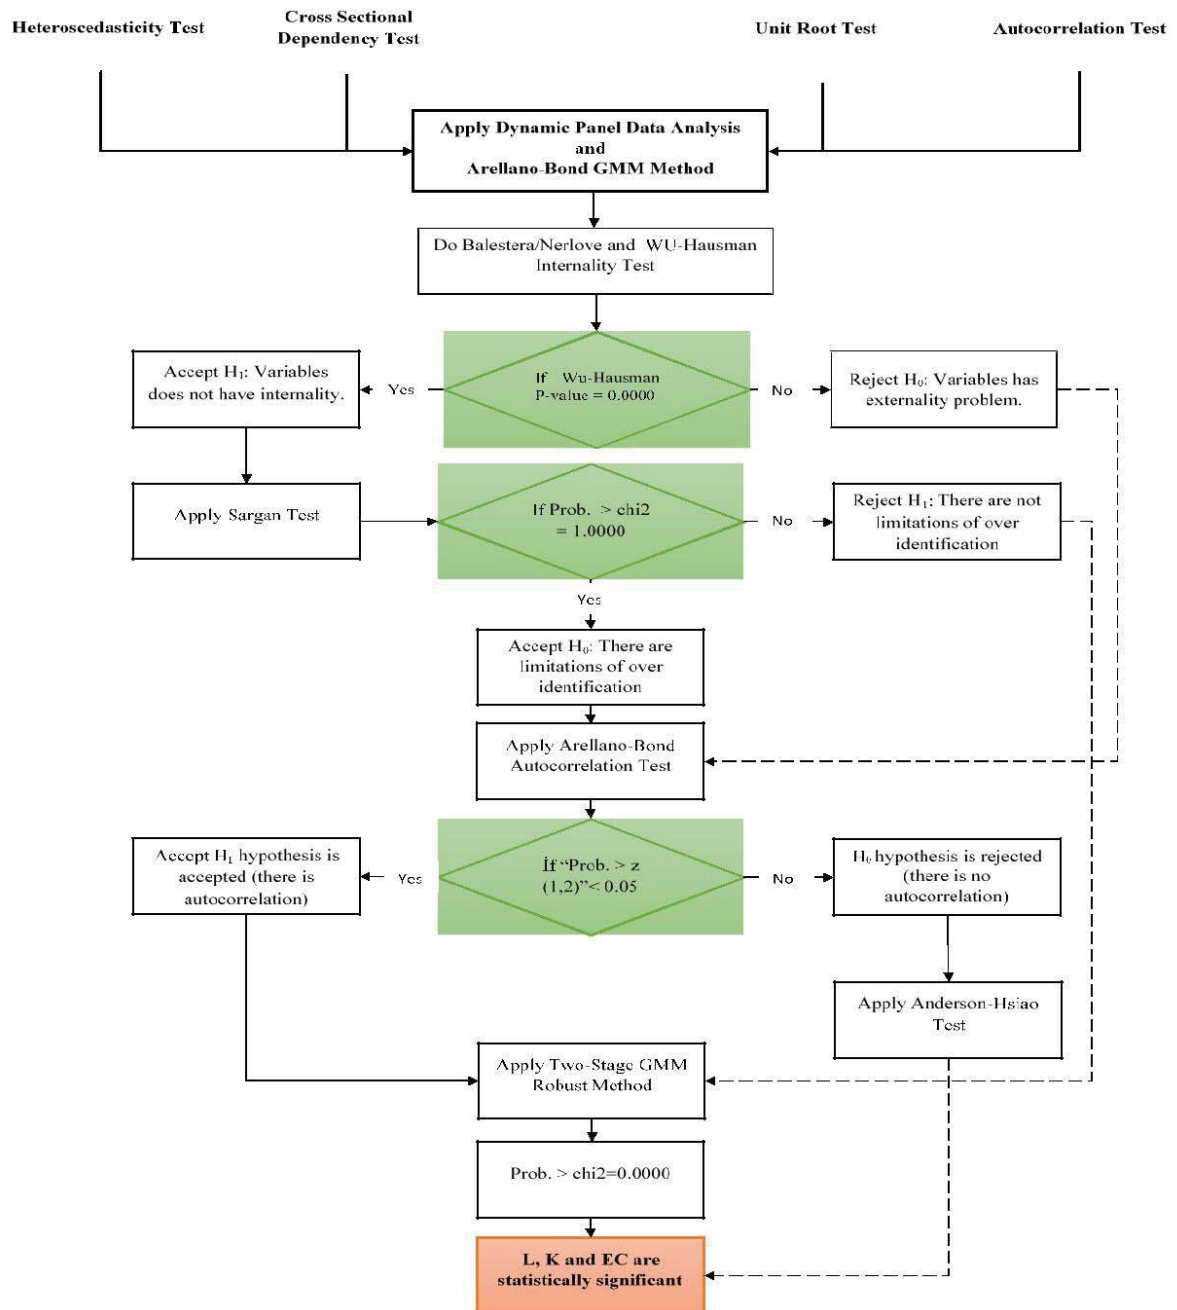 Heteroscedasticity Test
Cross Sectional
Dependency Test
Unit Root Test
Autocorrelation Test
Apply Dynamic Panel Data Analysis
and
Arellano-Bond GMM Method
Do Balestera/Nerlove and WU-Hausman
Internality Test
Accept H₁: Variables
does not have internality.
Yes
If Wu-Hausman
P-value = 0.0000
No
Reject H₀: Variables has
externality problem.
Apply Sargan Test
If Prob. > chi2
= 1.0000
No
Reject H₁: There are not
limitations of over
identification
Yes
Accept H₀: There are
limitations of over
identification
Apply Arellano-Bond
Autocorrelation Test
Accept H₁ hypothesis is
accepted (there is
autocorrelation)
Yes
İf “Prob. > z
(1,2)”< 0.05
No
H₀ hypothesis is rejected
(there is no
autocorrelation)
Apply Anderson-Hsiao
Test
Apply Two-Stage GMM
Robust Method
Prob. > chi2=0.0000
L, K and EC are
statistically significant